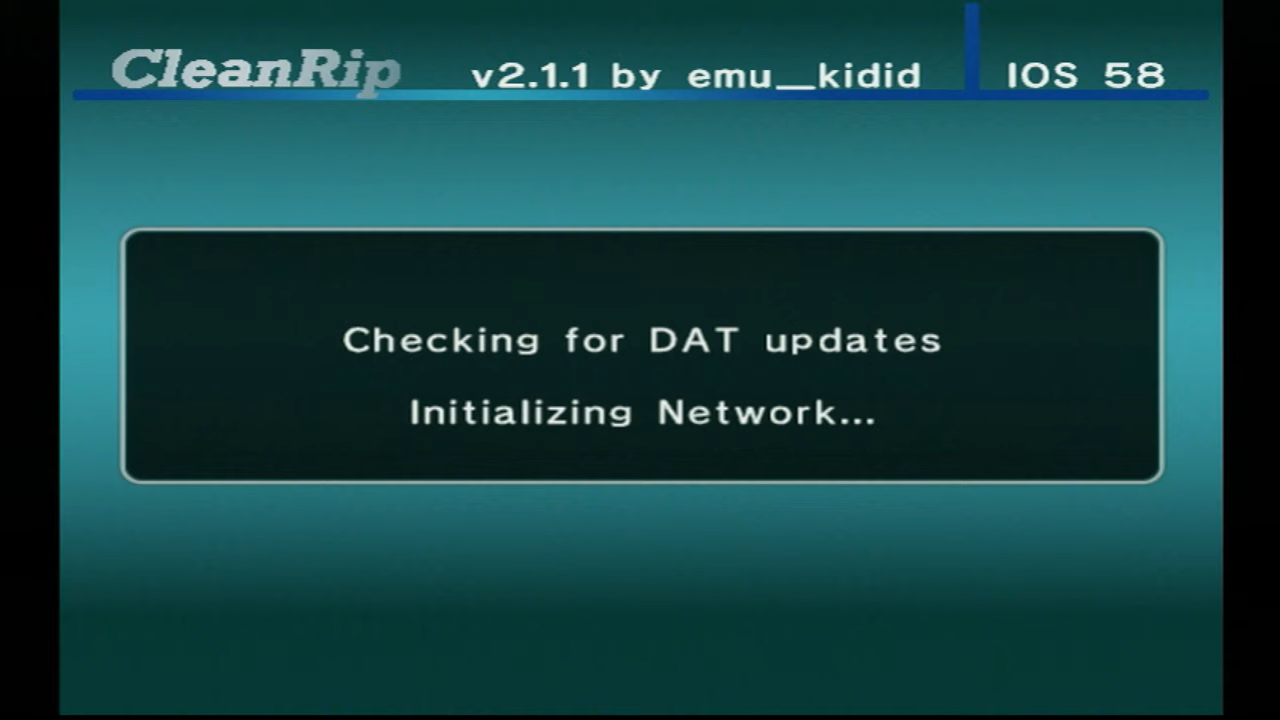 CleanRip v2.1.1 by emu_kidid IOS 58
Checking for DAT updates
Initializing Network...